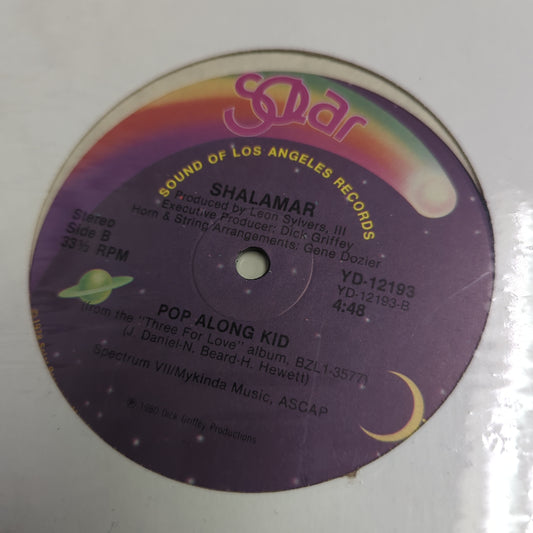 Solar
SOUND OF LOS ANGELES RECORDS
SHALAMAR
Produced by Leon Sylvers, III
Executive Producer: Dick Griffey
Horn & String Arrangements: Gene Dozier
Stereo
Side B
33⅓ RPM
YD-12193
YD-12193-B
4:48
POP ALONG KID
(from the "Three For Love" album, BZL1-3577)
(J. Daniel-N. Beard-H. Hewett)
Spectrum VII/Mykinda Music, ASCAP
℗ 1980 Dick Griffey Productions